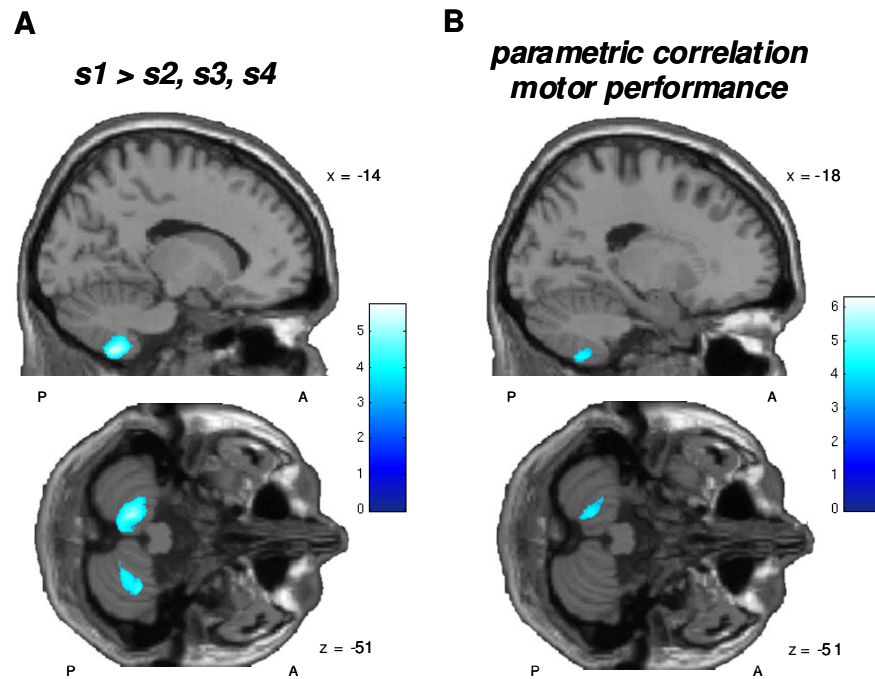 A
s1 > s2, s3, s4
x = -14
5
4
3
2
1
0
P
A
z = -51
P
A
B
parametric correlation
motor performance
x = -18
6
5
4
3
2
1
0
P
A
z = -51
P
A